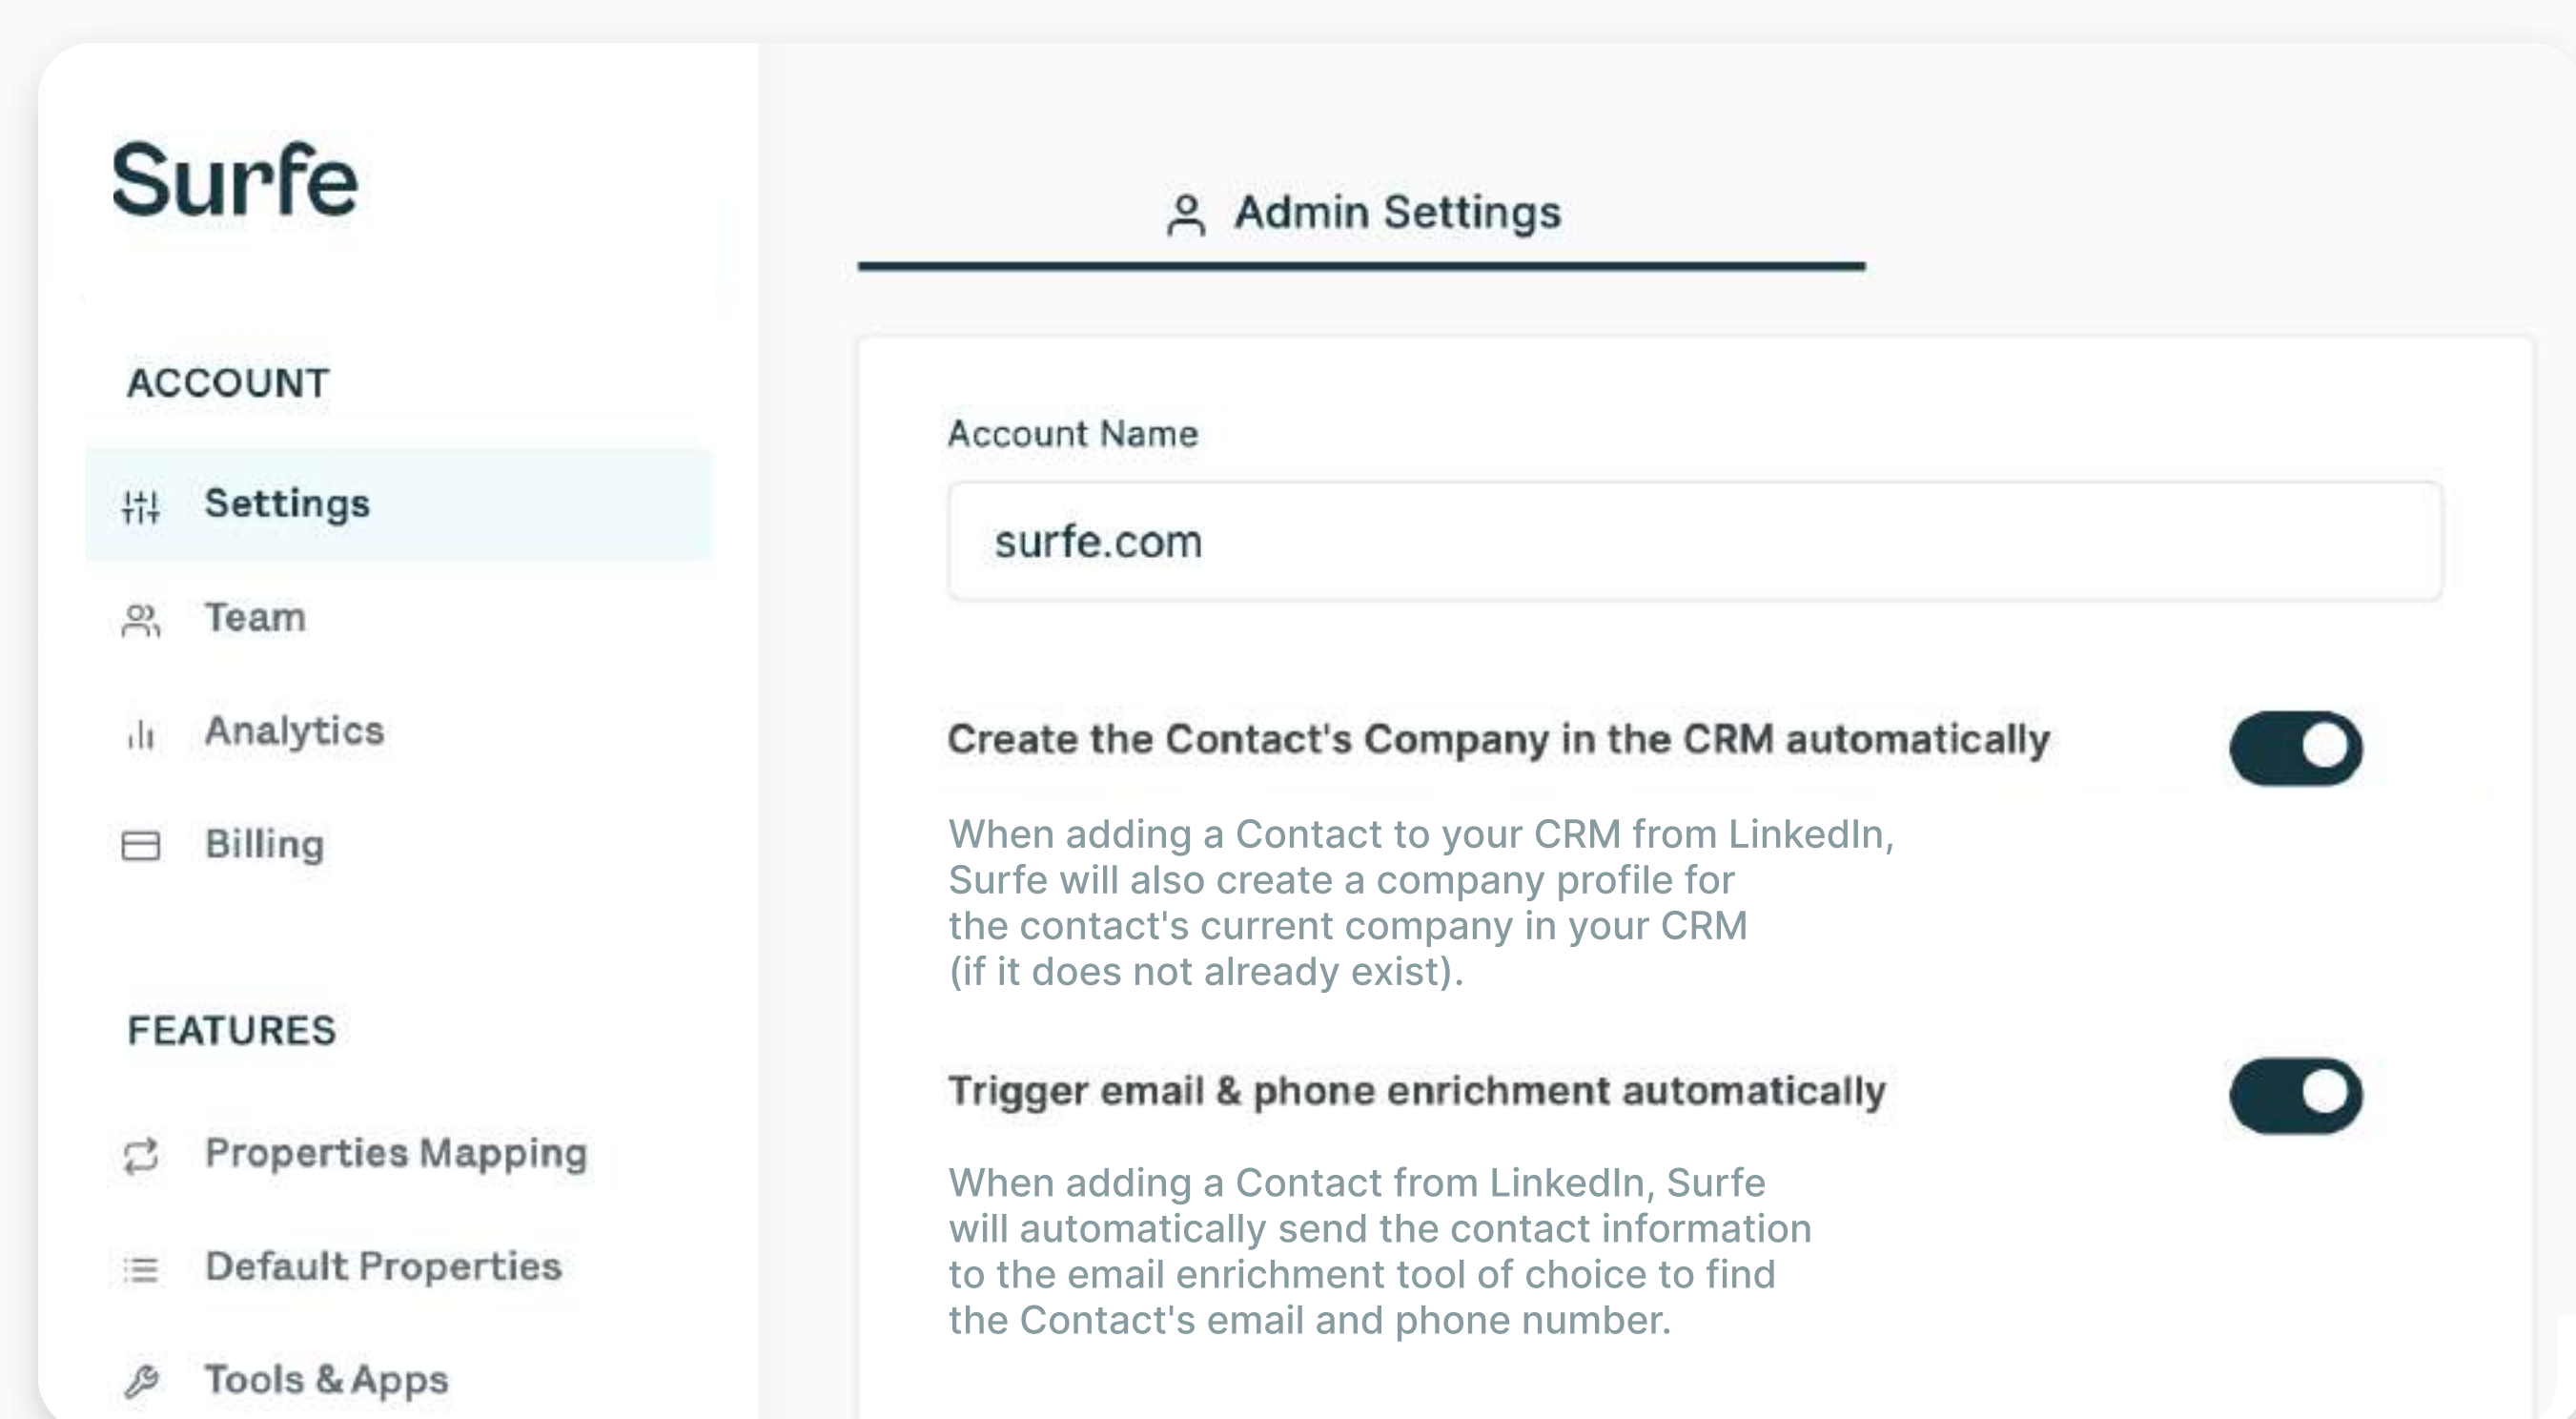 Surfe
ACCOUNT
Settings
Team
Analytics
Billing
FEATURES
Properties Mapping
Default Properties
Tools & Apps
Admin Settings
Account Name
surfe.com
Create the Contact's Company in the CRM automatically
When adding a Contact to your CRM from LinkedIn,
Surfe will also create a company profile for
the contact's current company in your CRM
(if it does not already exist).
Trigger email & phone enrichment automatically
When adding a Contact from LinkedIn, Surfe
will automatically send the contact information
to the email enrichment tool of choice to find
the Contact's email and phone number.